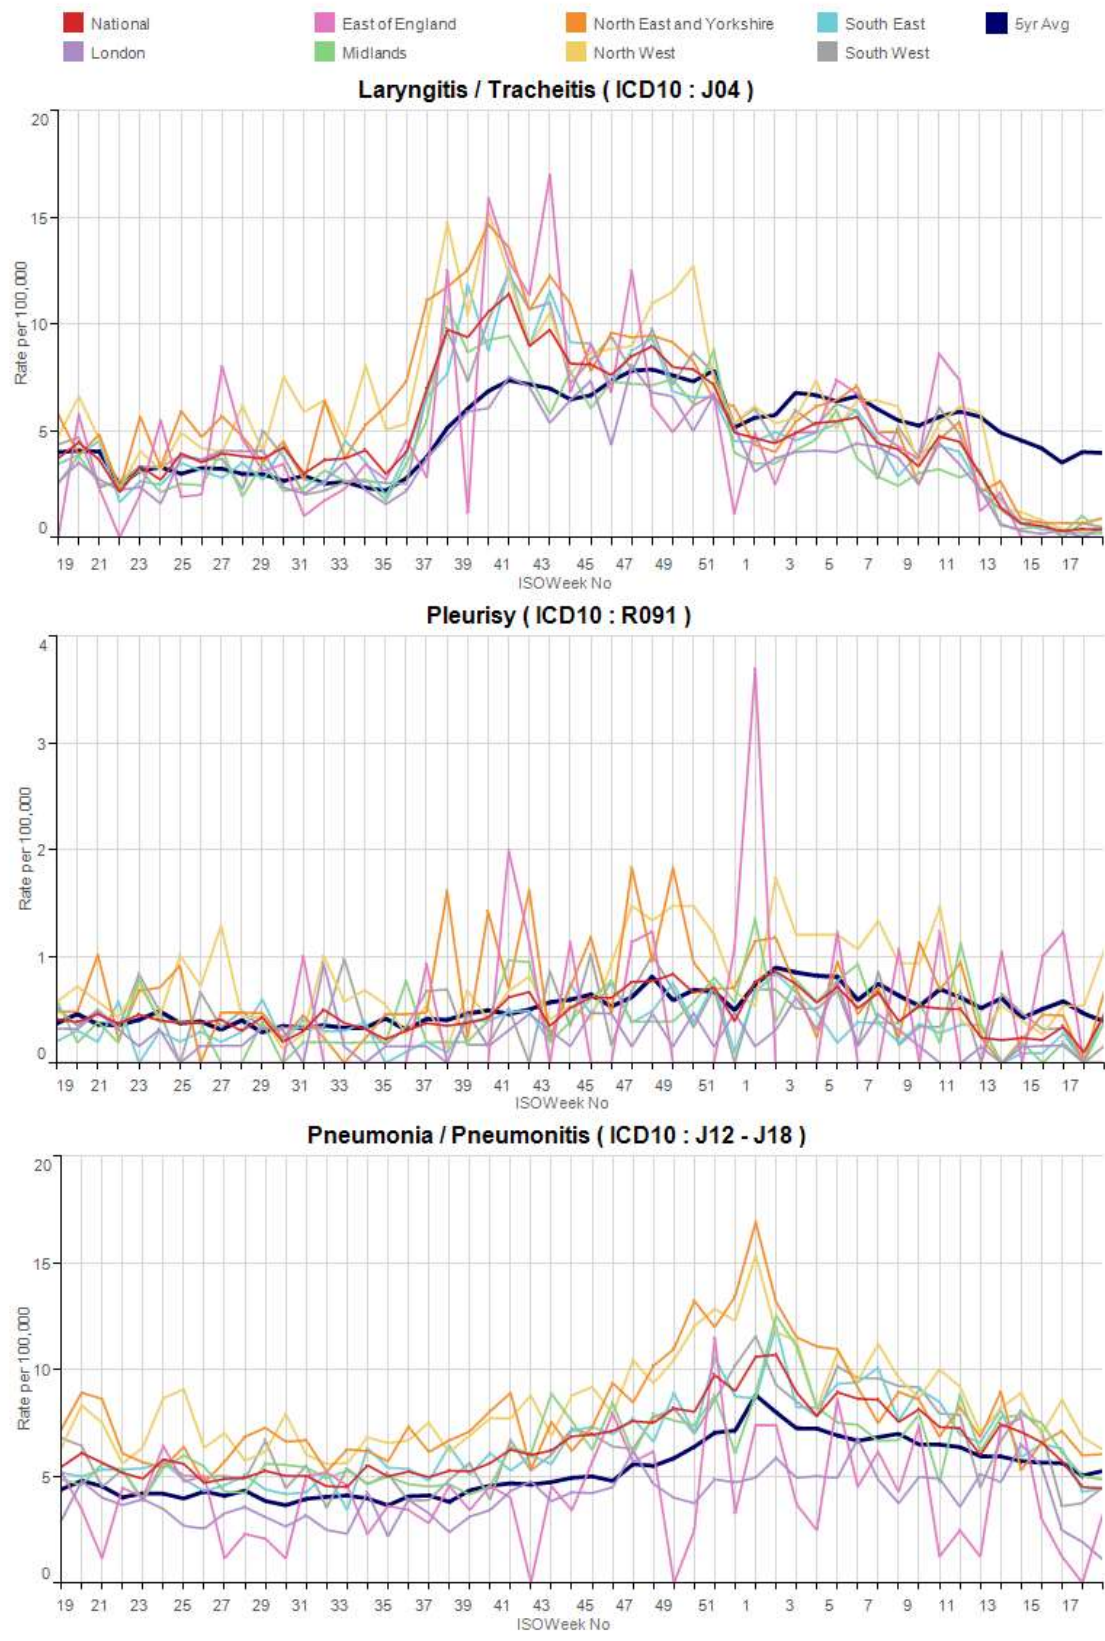 National East of England North East and Yorkshire South East 5yr Avg
London Midlands North West South West
Laryngitis / Tracheitis ( ICD10 : J04 )
20
15
10
5
0
Rate per 100,000
19 21 23 25 27 29 31 33 35 37 39 41 43 45 47 49 51 1 3 5 7 9 11 13 15 17
ISOWeek No
Pleurisy ( ICD10 : R091 )
4
3
2
1
0
Rate per 100,000
19 21 23 25 27 29 31 33 35 37 39 41 43 45 47 49 51 1 3 5 7 9 11 13 15 17
ISOWeek No
Pneumonia / Pneumonitis ( ICD10 : J12 - J18 )
20
15
10
5
0
Rate per 100,000
19 21 23 25 27 29 31 33 35 37 39 41 43 45 47 49 51 1 3 5 7 9 11 13 15 17
ISOWeek No